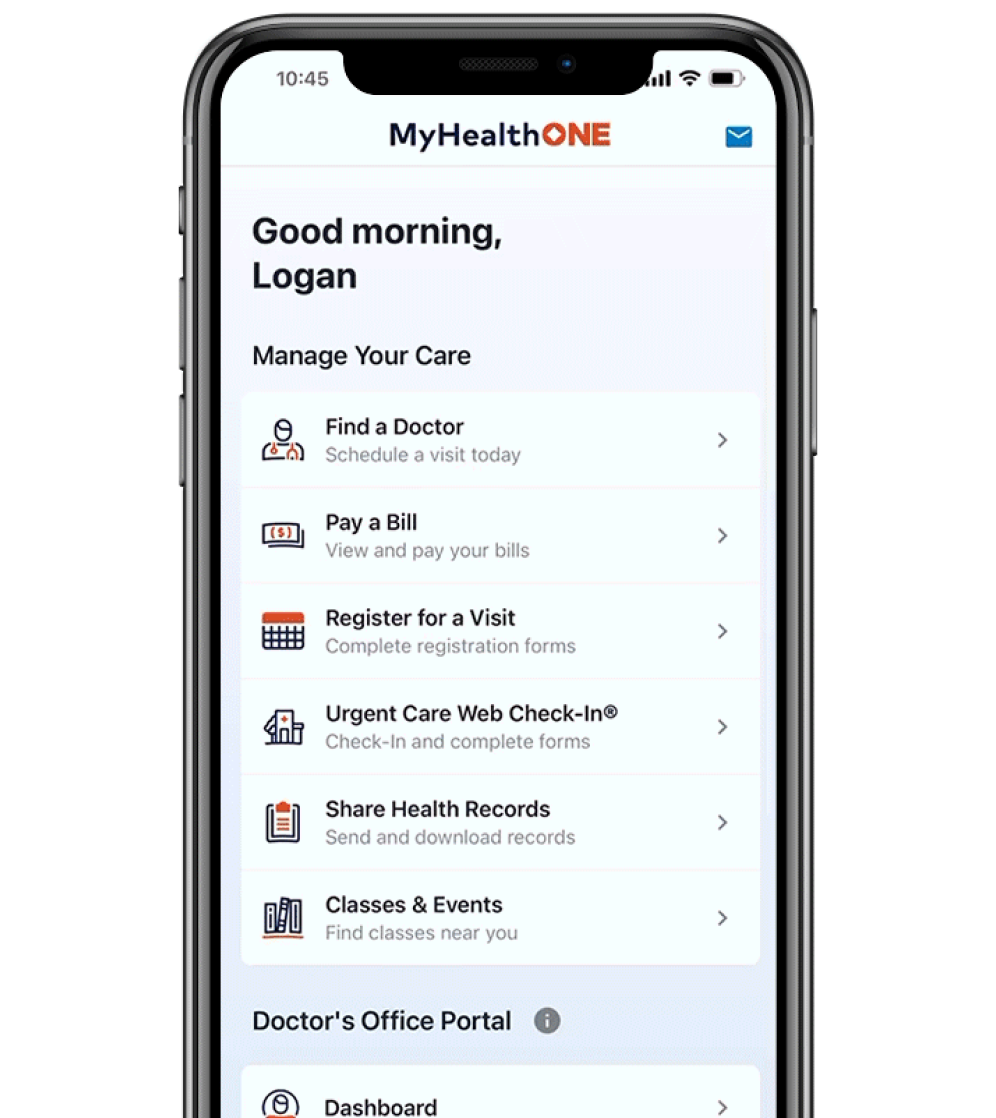 10:45
MyHealthONE
Good morning,
Logan
Manage Your Care
Find a Doctor
Schedule a visit today
($)
Pay a Bill
View and pay your bills
Register for a Visit
Complete registration forms
Urgent Care Web Check-In®
Check-In and complete forms
Share Health Records
Send and download records
Classes & Events
Find classes near you
Doctor's Office Portal i
Dashboard